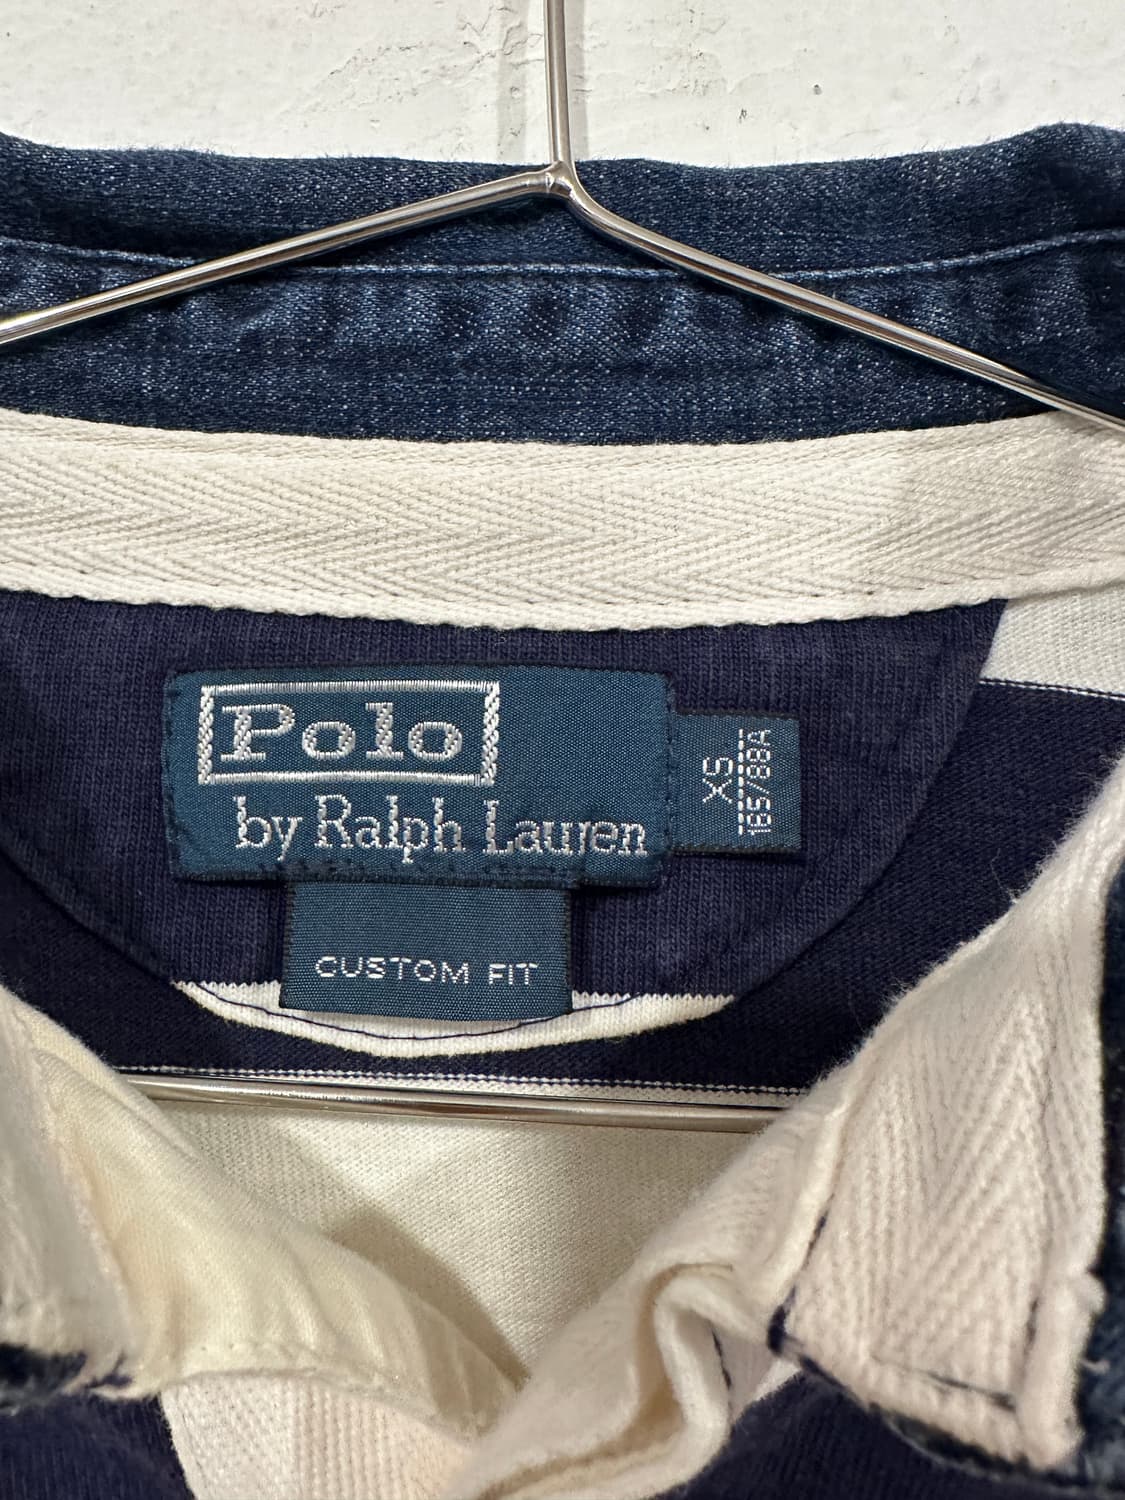 Polo
by Ralph Lauren
XS
165/88A
CUSTOM FIT